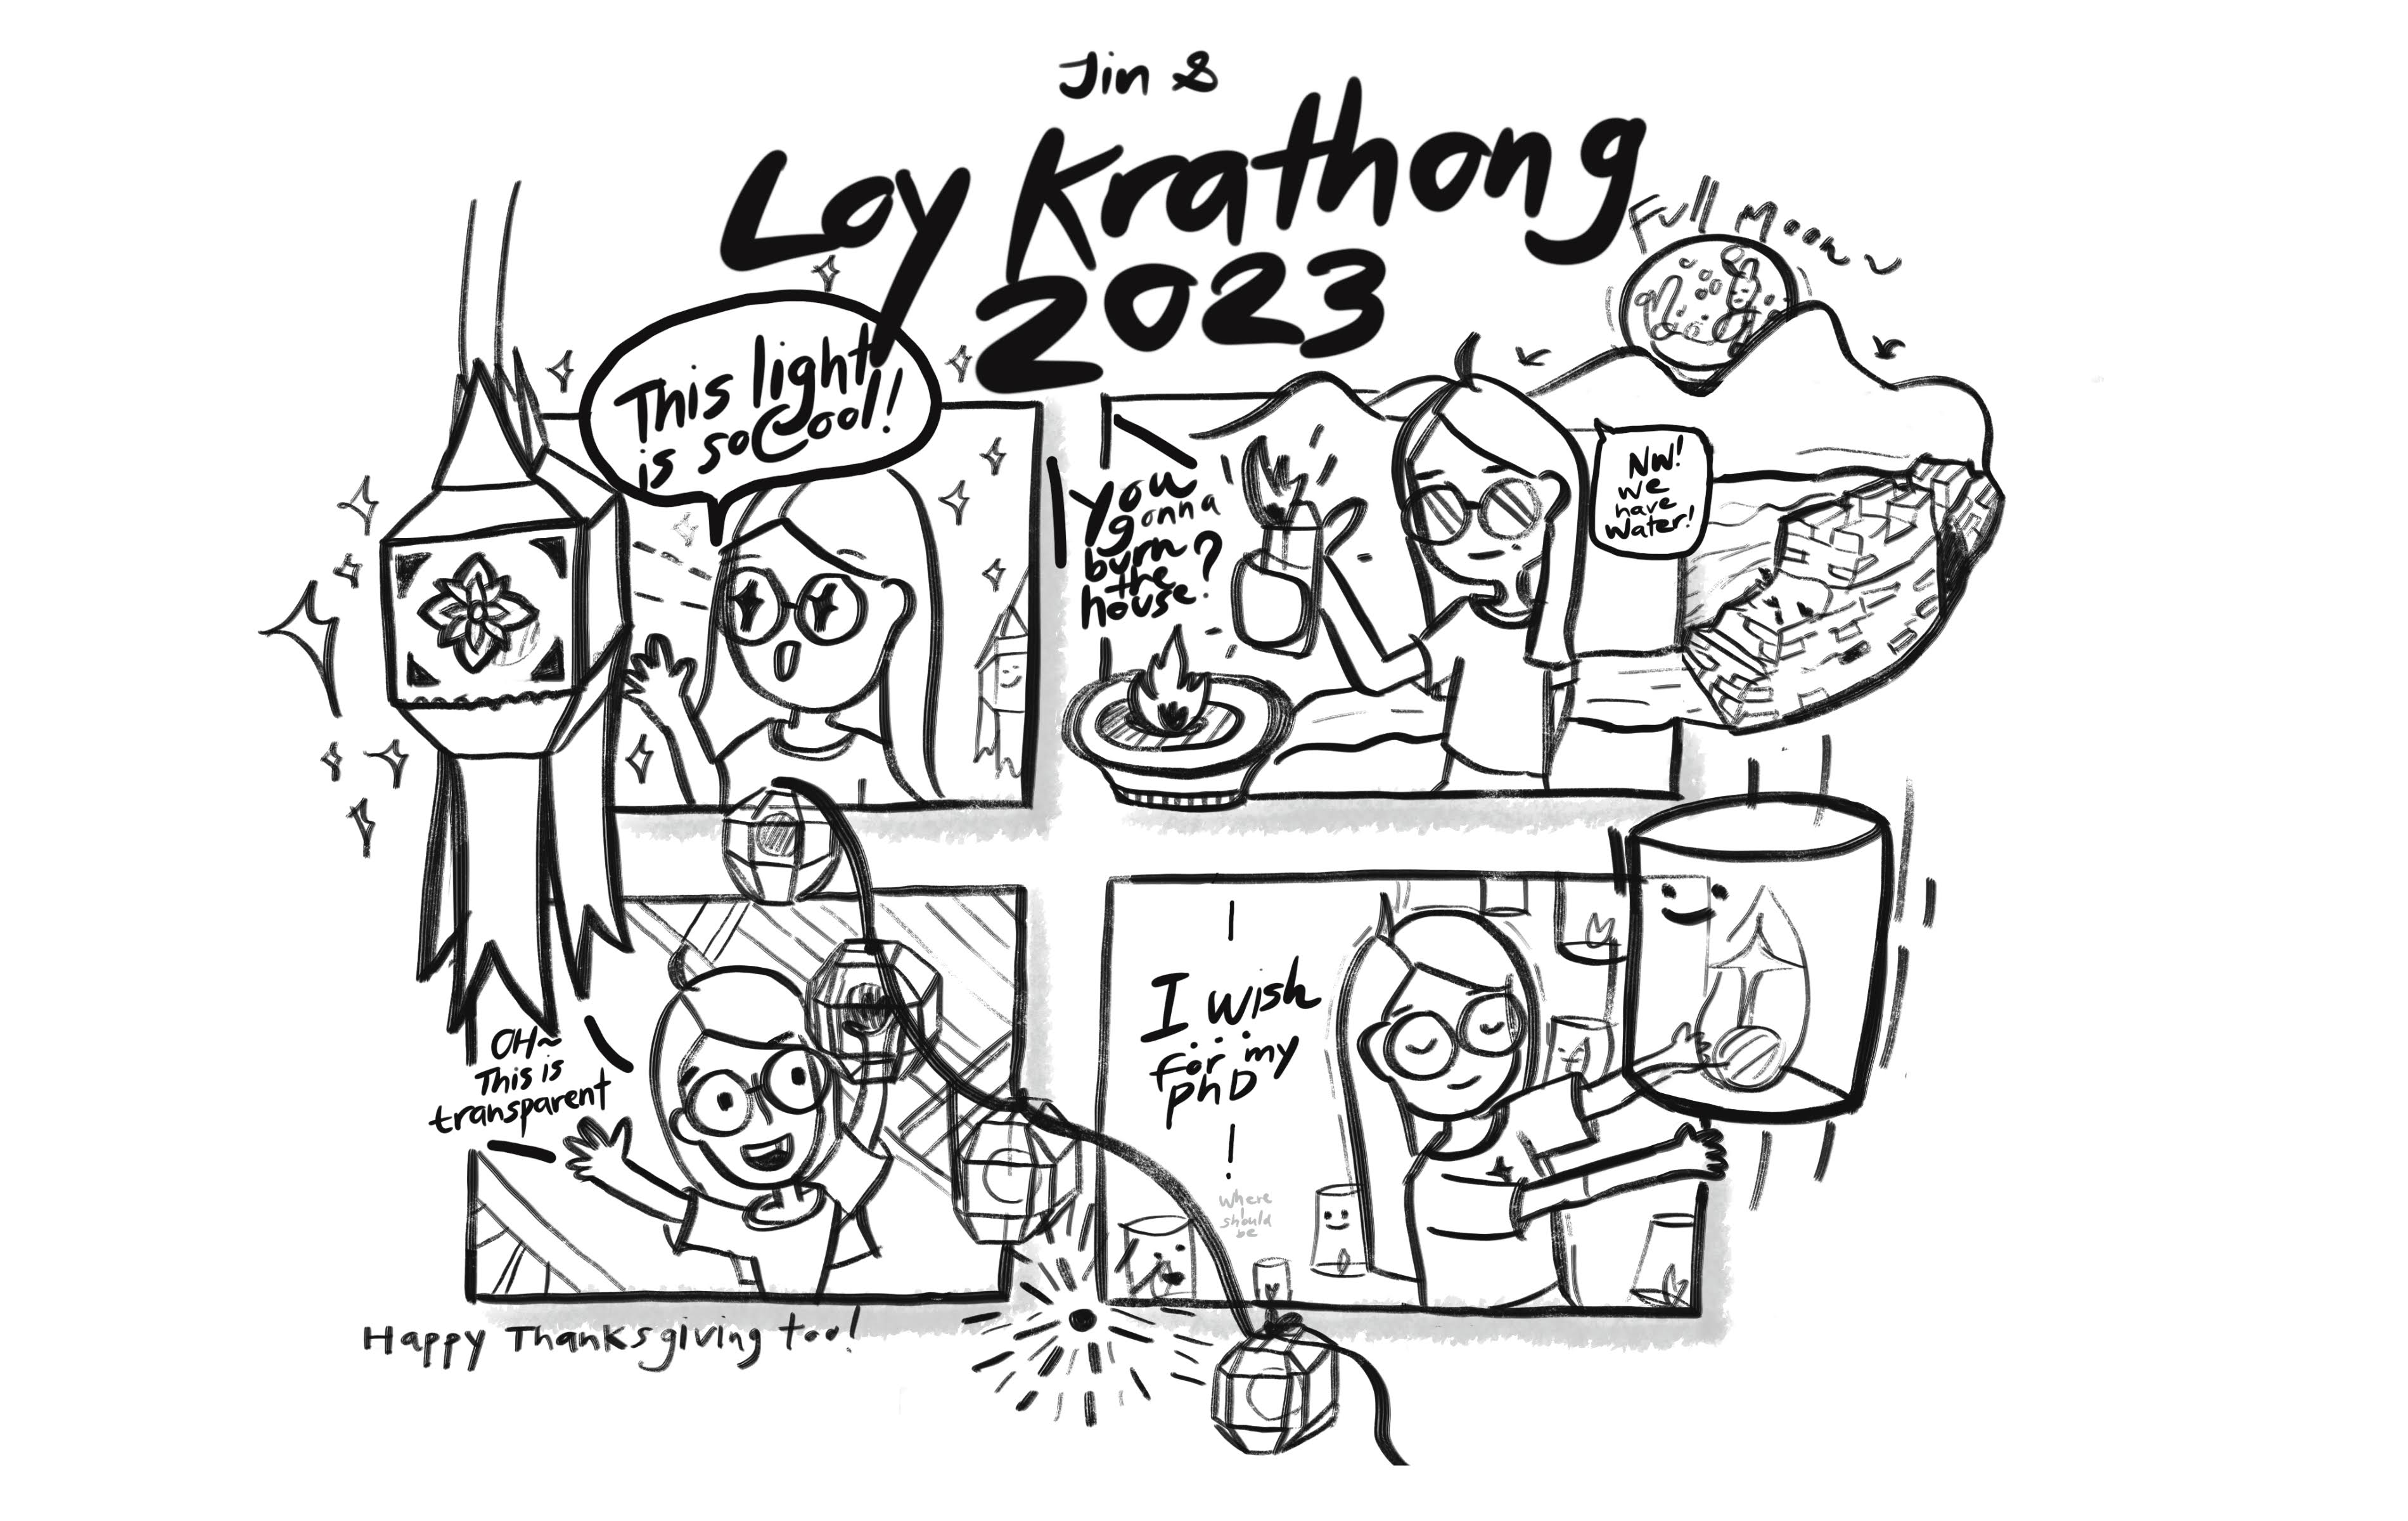 Jin &
Loy Krathong
2023
Full Moon~
This light
is so Cool!!
You
gonna
burn
the
house?
NW!
we
have
water!
OH~
This is
transparent
I wish
...
for my
PhD
!
where
should
be
Happy Thanksgiving too!